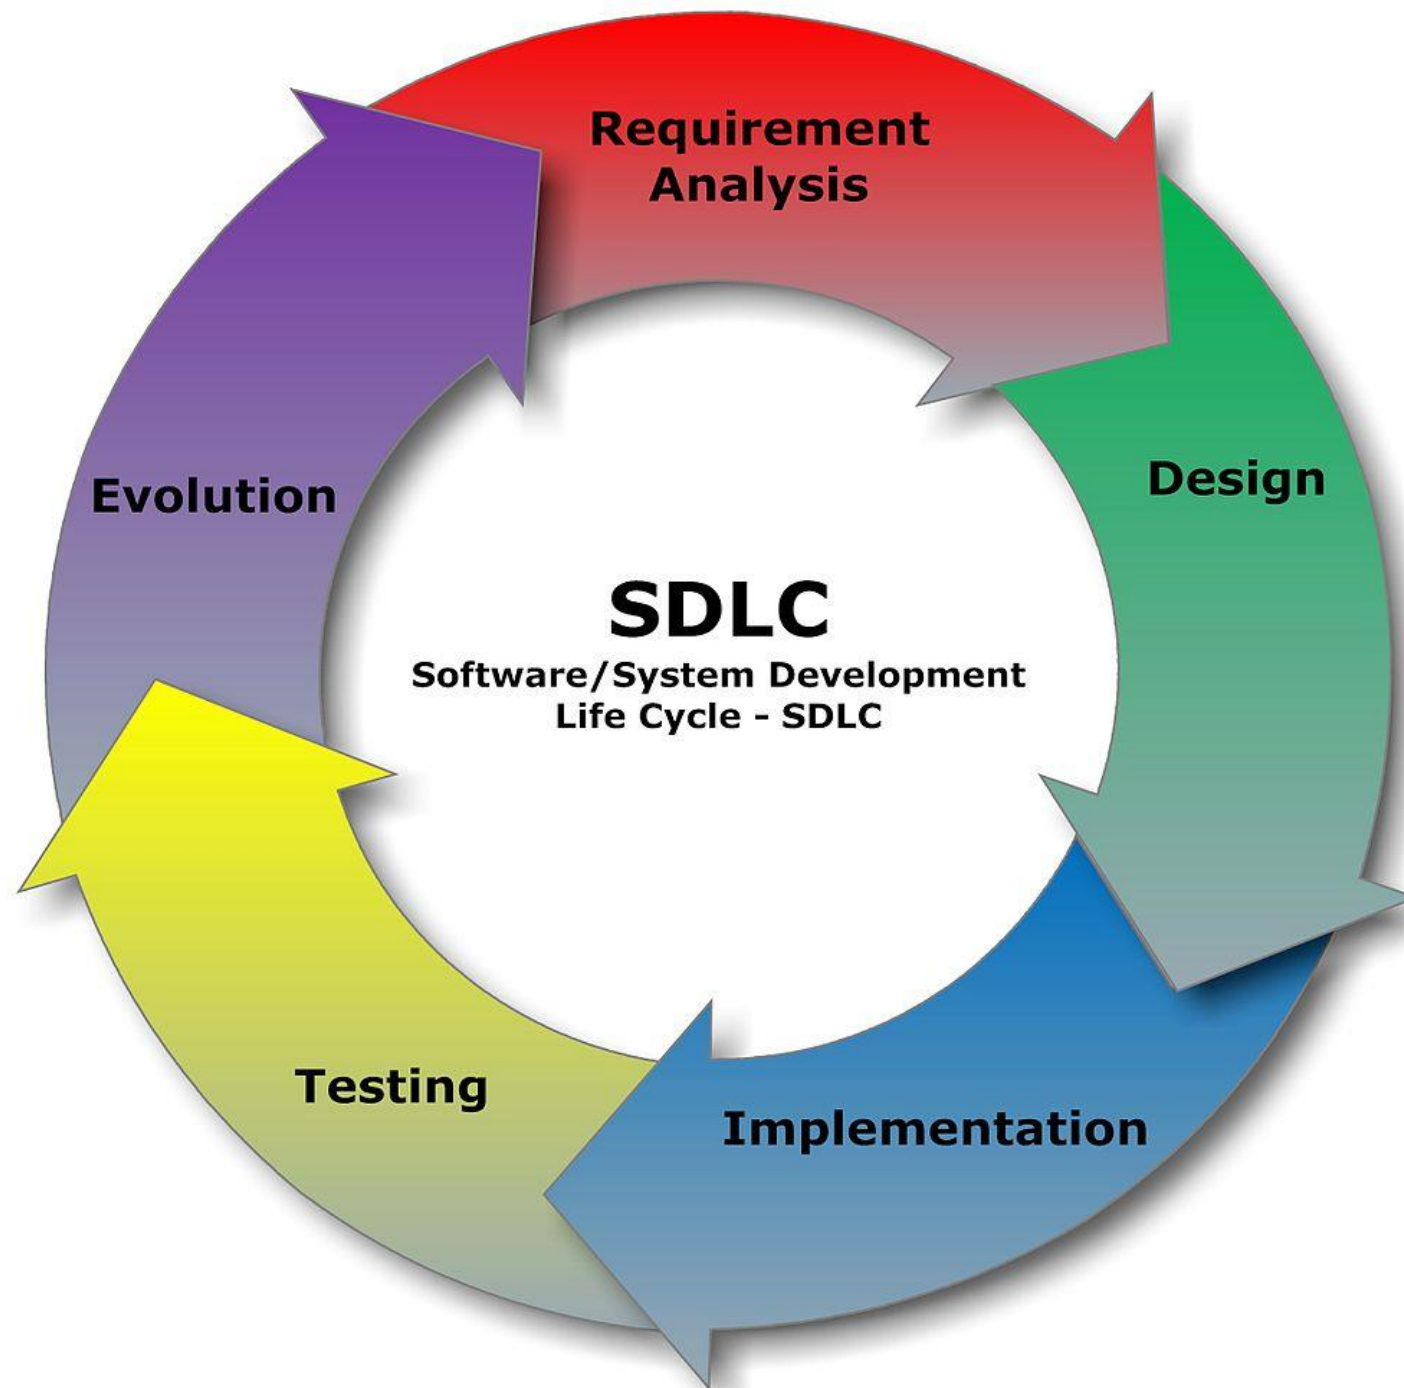 Requirement
Analysis
Design
Implementation
Testing
Evolution
SDLC
Software/System Development
Life Cycle - SDLC